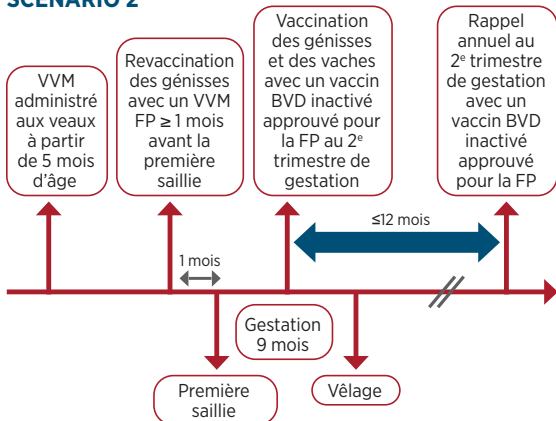 SCÉNARIO 2
VVM
administré
aux veaux
à partir
de 5 mois
d’âge
Revaccination
des génisses
avec un VVM
FP ≥ 1 mois
avant la
première
saillie
Vaccination
des génisses
et des vaches
avec un vaccin
BVD inactivé
approuvé pour
la FP au 2e
trimestre de
gestation
Rappel
annuel au
2e trimestre
de gestation
avec un
vaccin BVD
inactivé
approuvé
pour la FP
≤12 mois
1 mois
Gestation
9 mois
Première
saillie
Vêlage